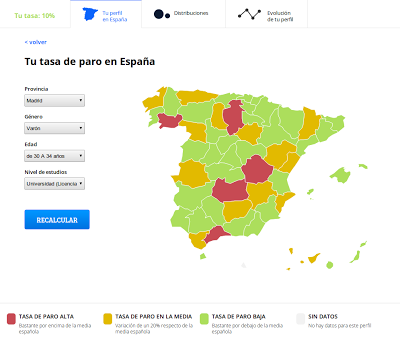 Tu tasa: 10%
Tu perfil
en España
Distribuciones
Evolución
de tu perfil
< volver
Tu tasa de paro en España
Provincia
Madrid
Género
Varón
Edad
de 30 A 34 años
Nivel de estudios
Universidad (Licencia
RECALCULAR
TASA DE PARO ALTA
Bastante por encima de la media
española
TASA DE PARO EN LA MEDIA
Variación de un 20% respecto de la
media española
TASA DE PARO BAJA
Bastante por debajo de la media
española
SIN DATOS
No hay datos para este perfil